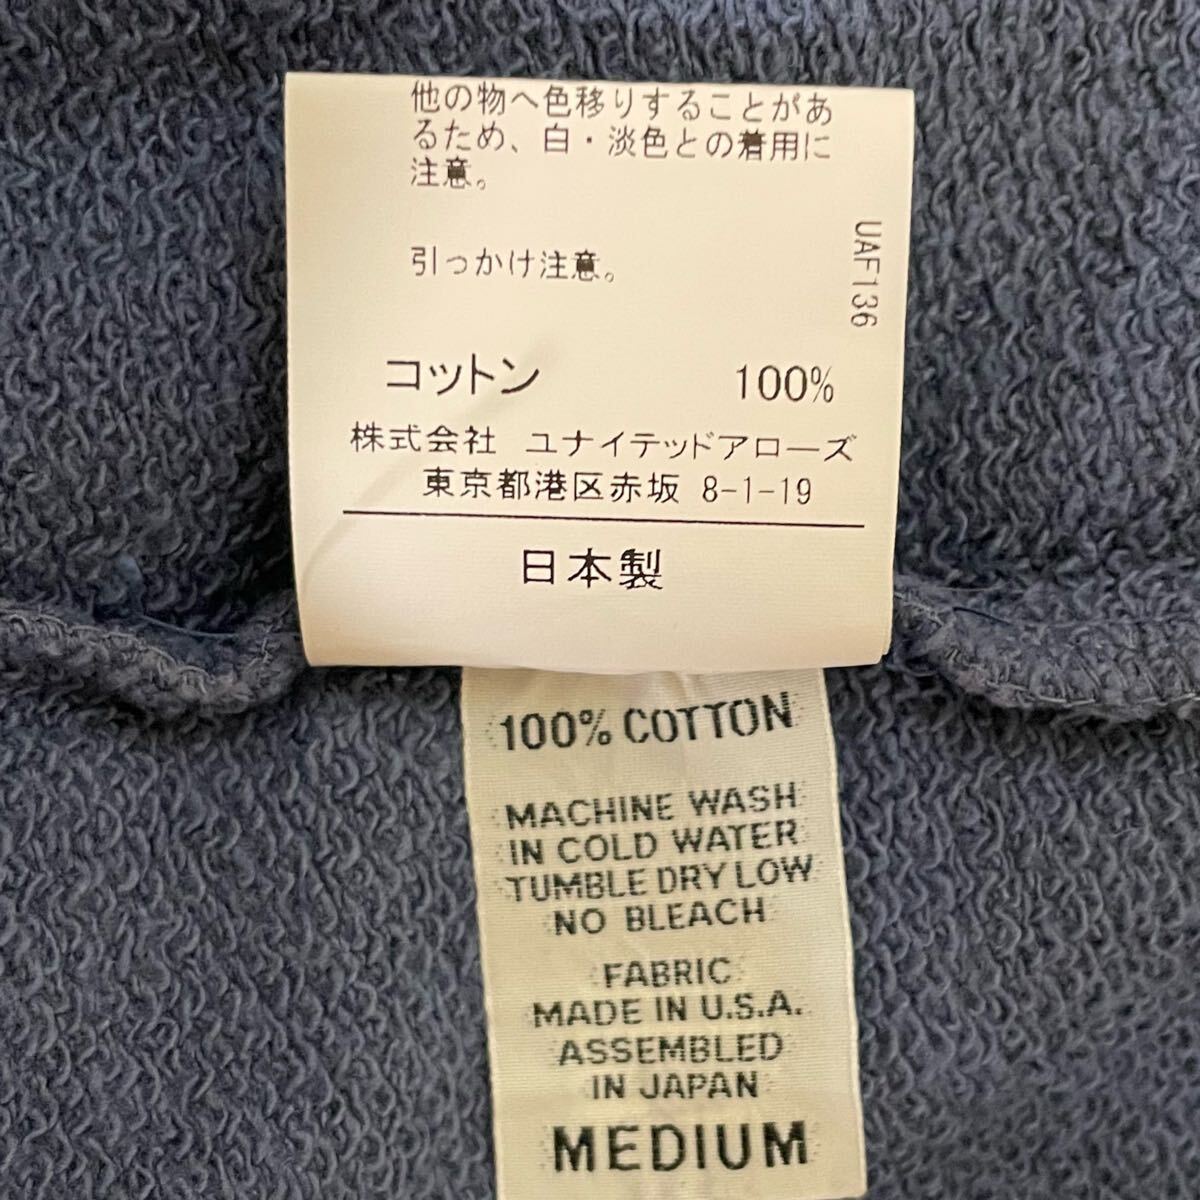 他の物へ色移りすることがあ
るため、白・淡色との着用に
注意。
引っかけ注意。
UAF136
コットン 100%
株式会社 ユナイテッドアローズ
東京都港区赤坂 8-1-19
日本製
100% COTTON
MACHINE WASH
IN COLD WATER
TUMBLE DRY LOW
NO BLEACH
FABRIC
MADE IN U.S.A.
ASSEMBLED
IN JAPAN
MEDIUM